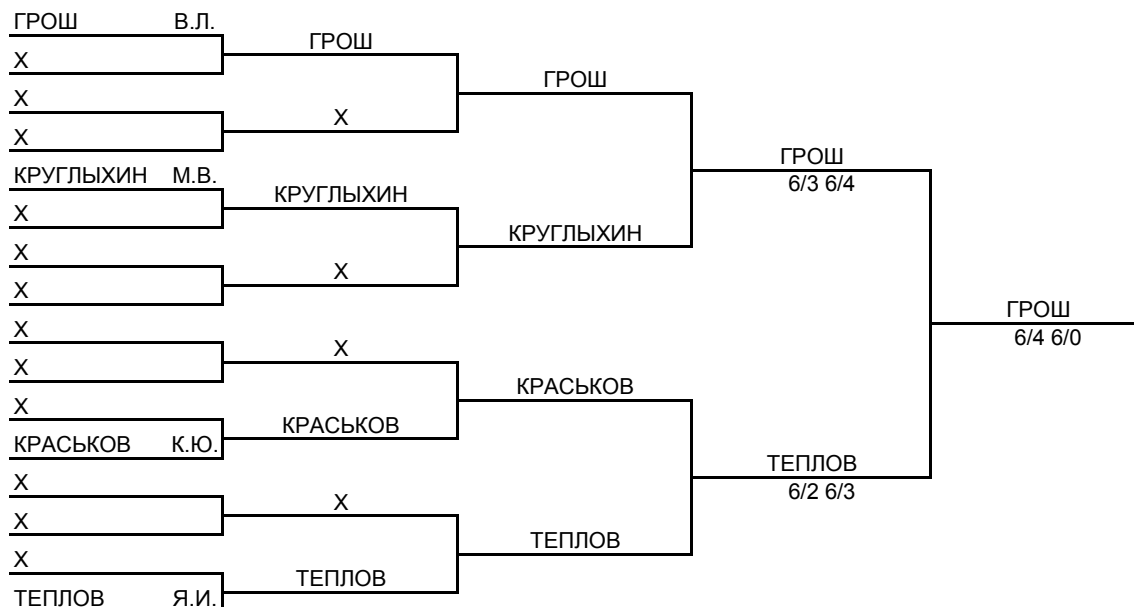 ГРОШ В.Л.
Х
Х
Х
КРУГЛЫХИН М.В.
Х
Х
Х
Х
Х
Х
КРАСЬКОВ К.Ю.
Х
Х
Х
ТЕПЛОВ Я.И.
ГРОШ
Х
КРУГЛЫХИН
Х
Х
КРАСЬКОВ
Х
ТЕПЛОВ
ГРОШ
КРУГЛЫХИН
КРАСЬКОВ
ТЕПЛОВ
ГРОШ
6/3 6/4
ТЕПЛОВ
6/2 6/3
ГРОШ
6/4 6/0